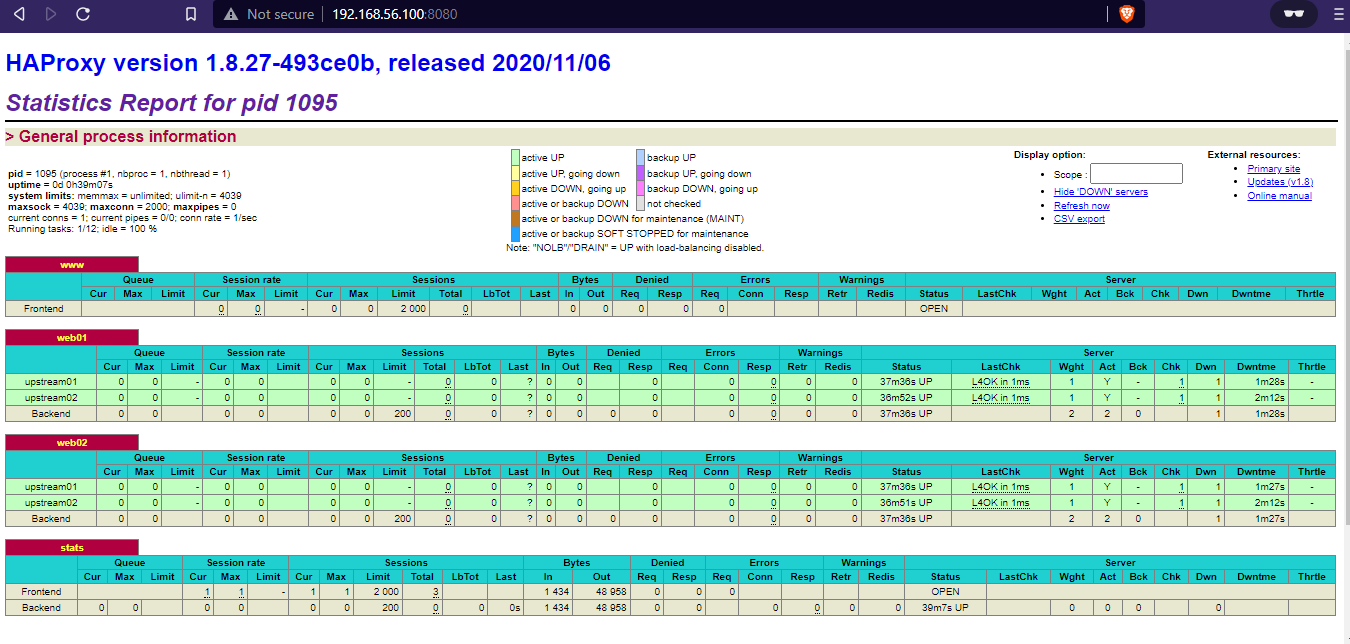 Not secure 192.168.56.100:8080
HAProxy version 1.8.27-493ce0b, released 2020/11/06
Statistics Report for pid 1095
> General process information
pid = 1095 (process #1, nbproc = 1, nbthread = 1)
uptime = 0d 0h39m07s
system limits: memmax = unlimited; ulimit-n = 4039
maxsock = 4039; maxconn = 2000; maxpipes = 0
current conns = 1; current pipes = 0/0; conn rate = 1/sec
Running tasks: 1/12; idle = 100 %
active UP backup UP
active UP, going down backup UP, going down
active DOWN, going up backup DOWN, going up
active or backup DOWN not checked
active or backup DOWN for maintenance (MAINT)
active or backup SOFT STOPPED for maintenance
Note: "NOLB"/"DRAIN" = UP with load-balancing disabled.
Display option:
Scope :
Hide 'DOWN' servers
Refresh now
CSV export
External resources:
Primary site
Updates (v1.8)
Online manual
www
Queue Session rate Sessions Bytes Denied Errors Warnings Server
Cur Max Limit Cur Max Limit Cur Max Limit Total LbTot Last In Out Req Resp Req Conn Resp Retr Redis Status LastChk Wght Act Bck Chk Dwn Dwntme Thrtle
Frontend 0 0 - 0 0 2 000 0 0 0 0 0 0 OPEN
web01
Queue Session rate Sessions Bytes Denied Errors Warnings Server
Cur Max Limit Cur Max Limit Cur Max Limit Total LbTot Last In Out Req Resp Req Conn Resp Retr Redis Status LastChk Wght Act Bck Chk Dwn Dwntme Thrtle
upstream01 0 0 - 0 0 0 0 - 0 0 ? 0 0 0 0 0 0 0 37m36s UP L4OK in 1ms 1 Y - 1 1 1m28s -
upstream02 0 0 - 0 0 0 0 - 0 0 ? 0 0 0 0 0 0 0 36m52s UP L4OK in 1ms 1 Y - 1 1 2m12s -
Backend 0 0 0 0 0 0 200 0 0 ? 0 0 0 0 0 0 0 0 37m36s UP 2 2 0 1 1m28s
web02
Queue Session rate Sessions Bytes Denied Errors Warnings Server
Cur Max Limit Cur Max Limit Cur Max Limit Total LbTot Last In Out Req Resp Req Conn Resp Retr Redis Status LastChk Wght Act Bck Chk Dwn Dwntme Thrtle
upstream01 0 0 - 0 0 0 0 - 0 0 ? 0 0 0 0 0 0 0 37m36s UP L4OK in 1ms 1 Y - 1 1 1m27s -
upstream02 0 0 - 0 0 0 0 - 0 0 ? 0 0 0 0 0 0 0 36m51s UP L4OK in 1ms 1 Y - 1 1 2m12s -
Backend 0 0 0 0 0 0 200 0 0 ? 0 0 0 0 0 0 0 0 37m36s UP 2 2 0 1 1m27s
stats
Queue Session rate Sessions Bytes Denied Errors Warnings Server
Cur Max Limit Cur Max Limit Cur Max Limit Total LbTot Last In Out Req Resp Req Conn Resp Retr Redis Status LastChk Wght Act Bck Chk Dwn Dwntme Thrtle
Frontend 1 1 - 1 1 2 000 3 1 434 48 958 0 0 0 OPEN
Backend 0 0 0 0 0 0 200 0 0 0s 1 434 48 958 0 0 0 0 0 0 39m7s UP 0 0 0 0